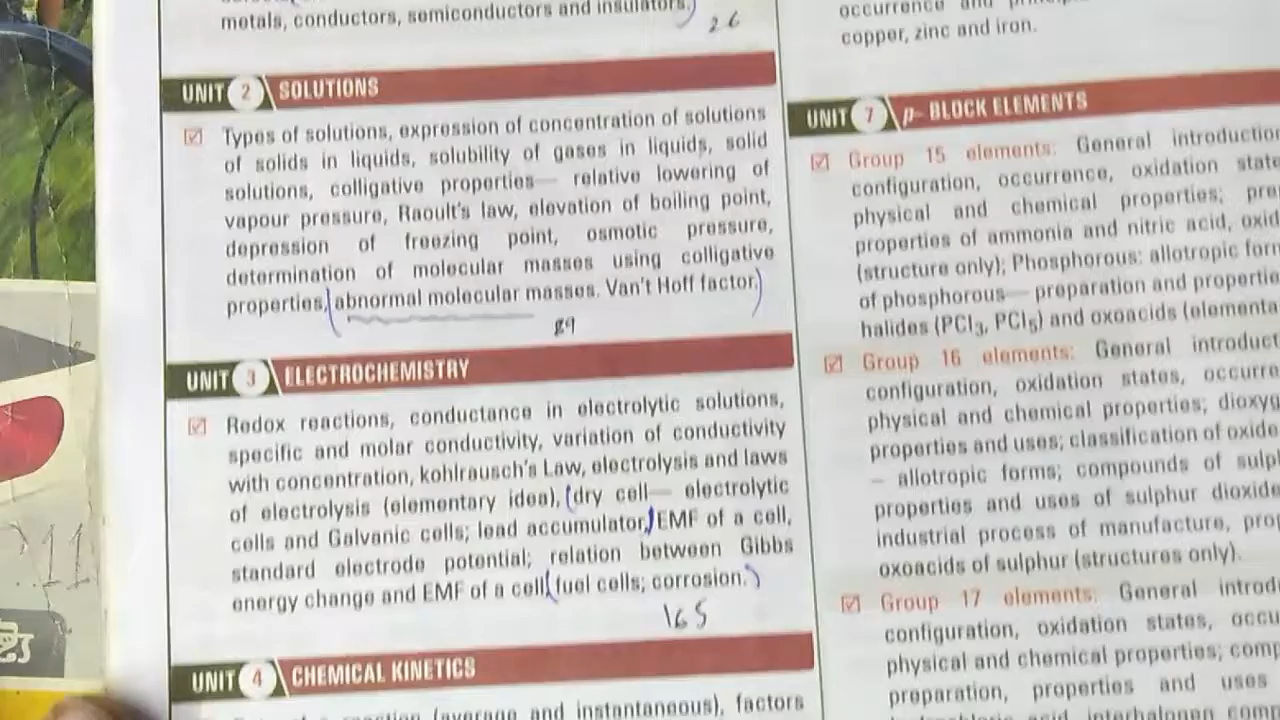 metals, conductors, semiconductors and insulators.
26
UNIT 2 SOLUTIONS
Types of solutions, expression of concentration of solutions
of solids in liquids, solubility of gases in liquids, solid
solutions, colligative properties— relative lowering of
vapour pressure, Raoult's law, elevation of boiling point,
depression of freezing point, osmotic pressure,
determination of molecular masses using colligative
properties, (abnormal molecular masses. Van't Hoff factor.)
89
UNIT 3 ELECTROCHEMISTRY
Redox reactions, conductance in electrolytic solutions,
specific and molar conductivity, variation of conductivity
with concentration, kohlrausch's Law, electrolysis and laws
of electrolysis (elementary idea), (dry cell— electrolytic
cells and Galvanic cells; lead accumulator,) EMF of a cell,
standard electrode potential; relation between Gibbs
energy change and EMF of a cell (fuel cells; corrosion.)
165
UNIT 4 CHEMICAL KINETICS
reaction (average and instantaneous), factors
copper, zinc and iron.
UNIT 7 p- BLOCK ELEMENTS
Group 15 elements: General
configuration, occurrence, oxidation
physical and chemical properties;
properties of ammonia and nitric acid,
(structure only); Phosphorous: allotropic
of phosphorous— preparation and
halides (PCl3, PCl5) and oxoacids
Group 16 elements: General
configuration, oxidation states,
physical and chemical properties;
properties and uses; classification of
– allotropic forms; compounds of
properties and uses of sulphur
industrial process of manufacture,
oxoacids of sulphur (structures only).
Group 17 elements: General
configuration, oxidation states,
physical and chemical properties;
preparation, properties and uses
11